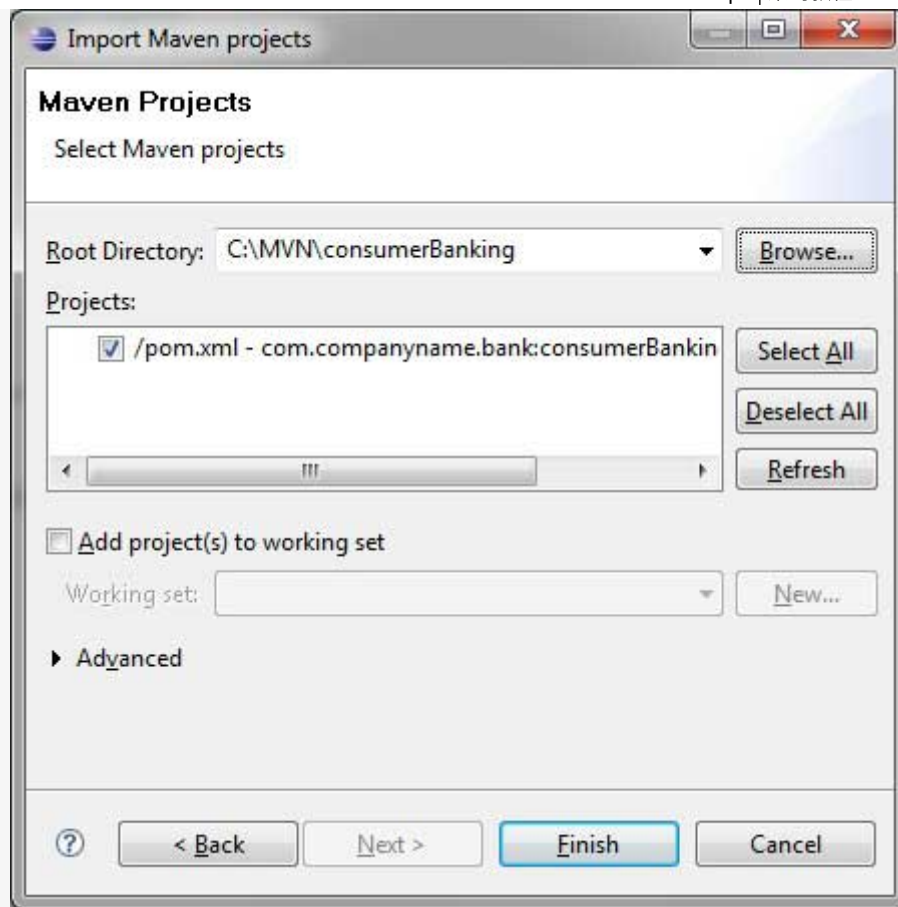 Import Maven projects
Maven Projects
Select Maven projects
Root Directory: C:\MVN\consumerBanking Browse...
Projects:
/pom.xml - com.companyname.bank:consumerBankin
Select All
Deselect All
Refresh
Add project(s) to working set
Working set: New...
Advanced
? < Back Next > Finish Cancel